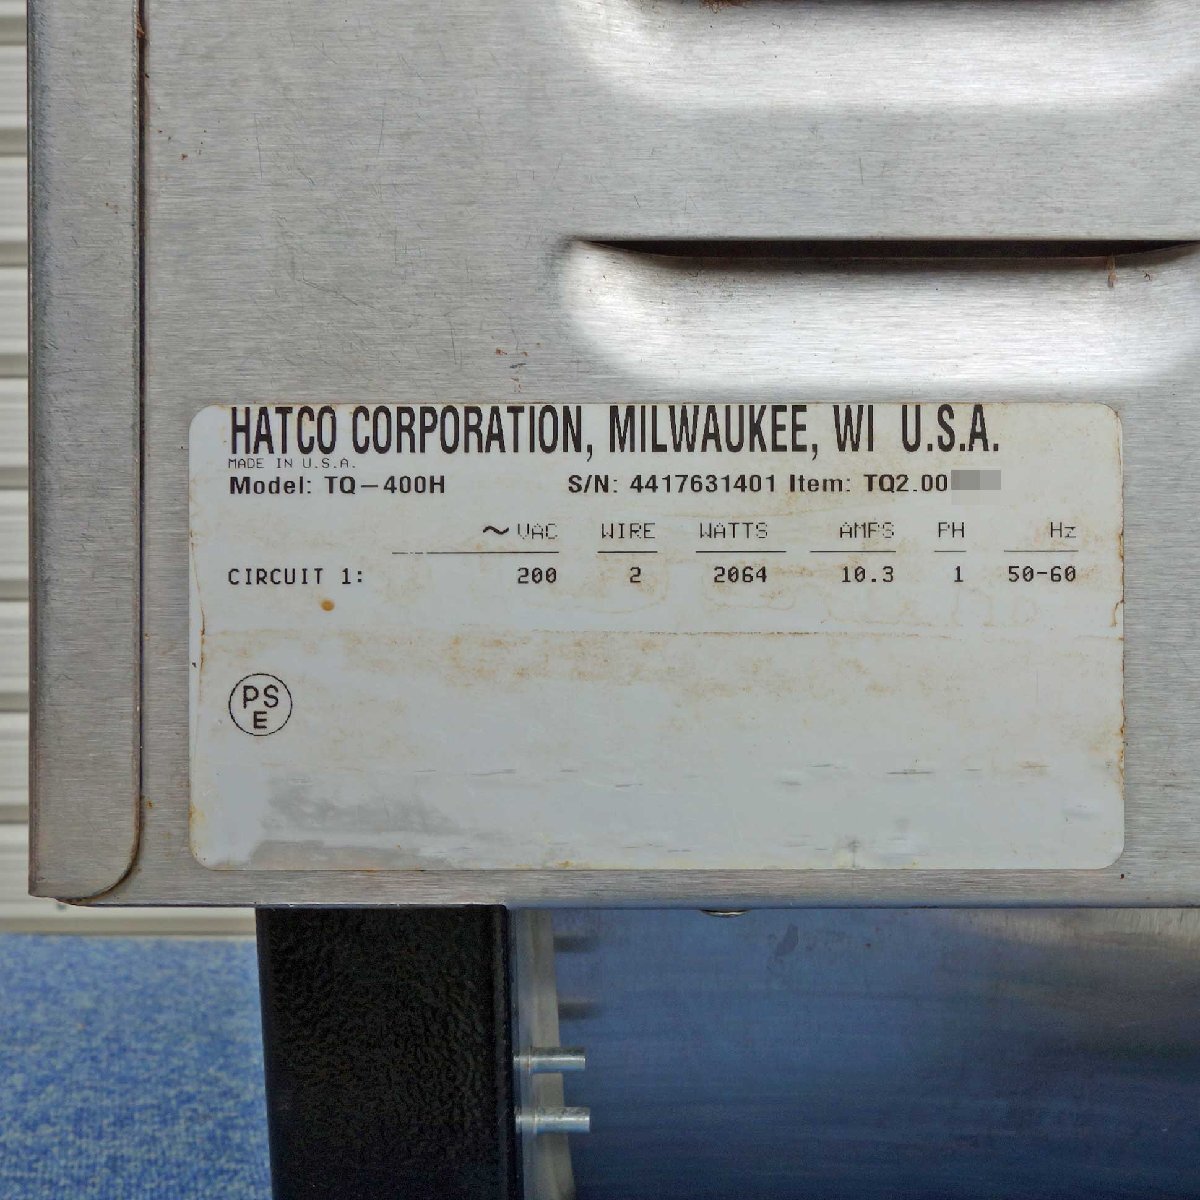 HATCO CORPORATION, MILWAUKEE, WI U.S.A.
MADE IN U.S.A.
Model: TQ-400H S/N: 4417631401 Item: TQ2.00
~ VAC WIRE WATTS AMPS PH Hz
CIRCUIT 1: 200 2 2064 10.3 1 50-60
PS
E